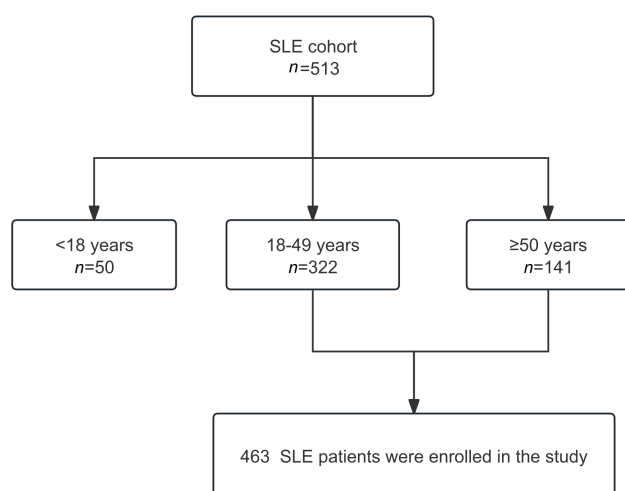 SLE cohort
n=513
<18 years
n=50
18-49 years
n=322
≥50 years
n=141
463 SLE patients were enrolled in the study